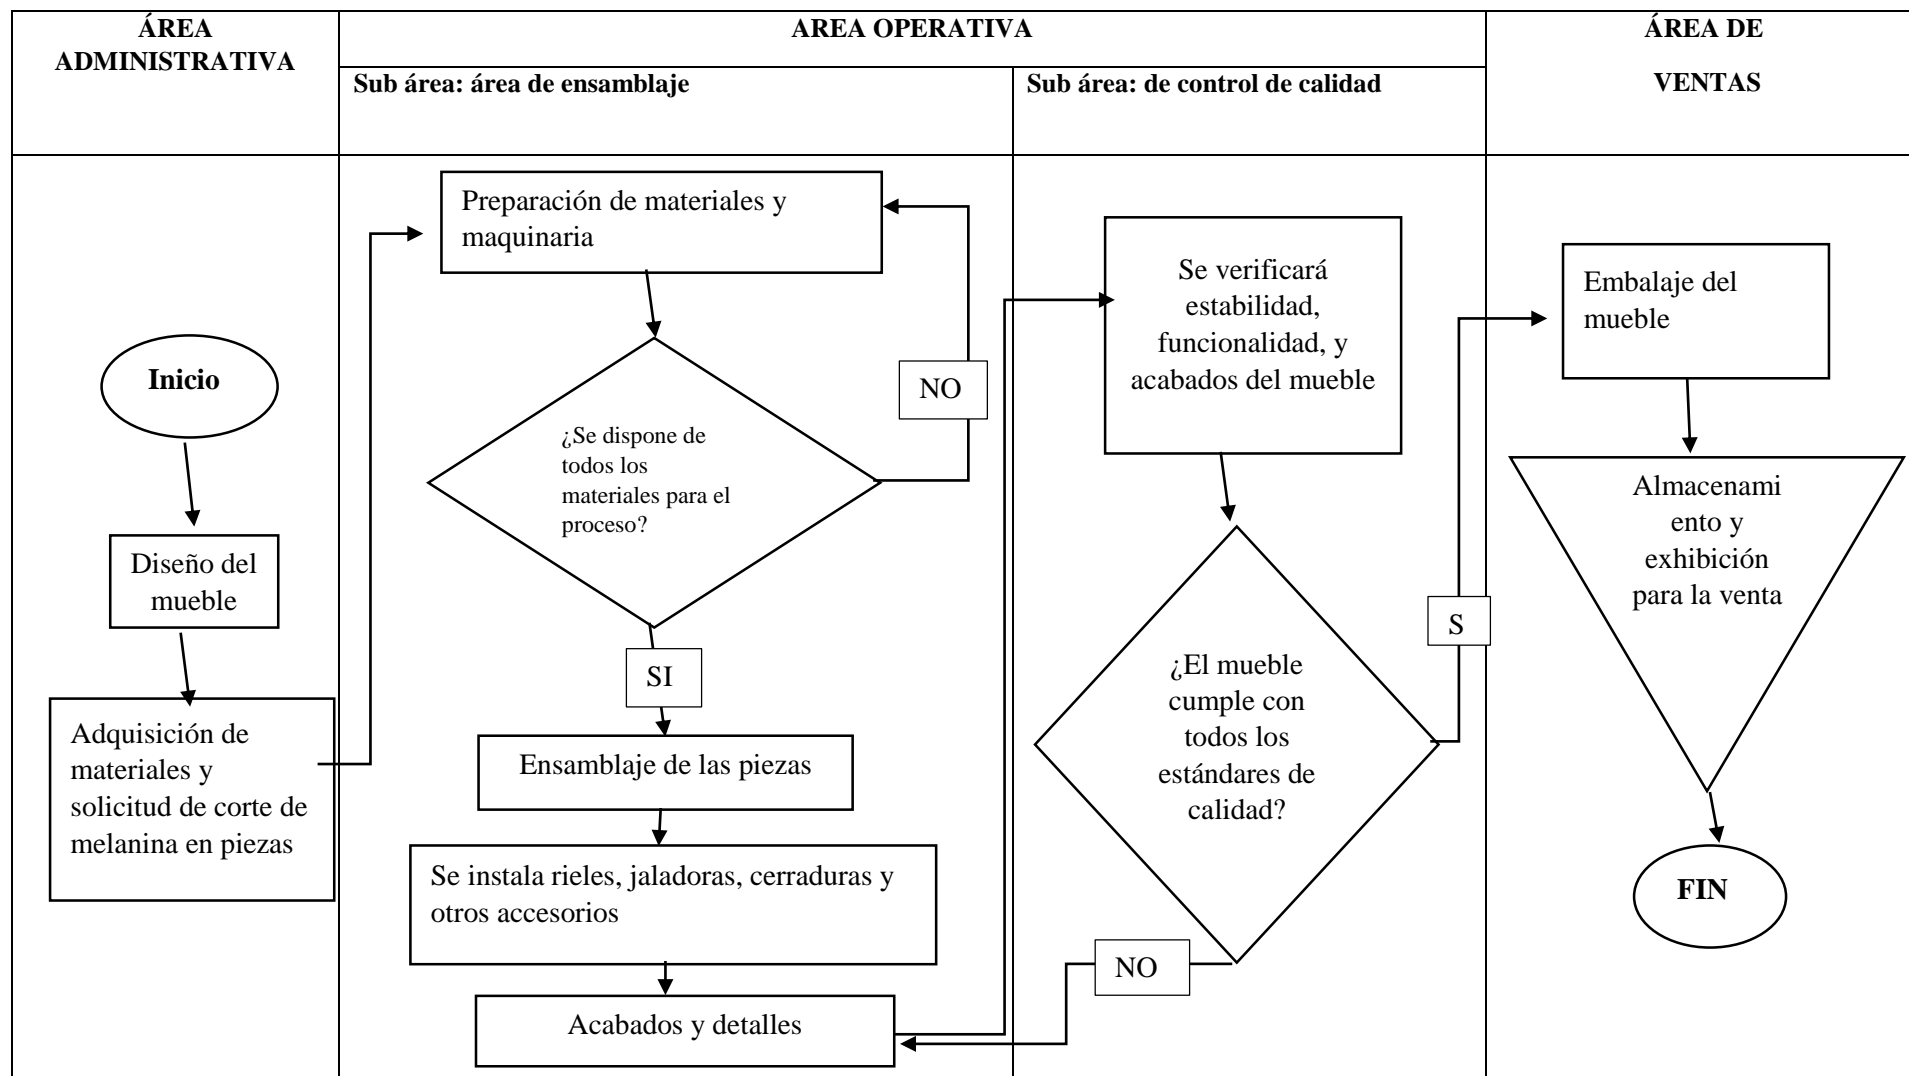 ÁREA
ADMINISTRATIVA
AREA OPERATIVA
ÁREA DE
VENTAS
Sub área: área de ensamblaje
Sub área: de control de calidad
Inicio
Diseño del
mueble
Adquisición de
materiales y
solicitud de corte de
melanina en piezas
Preparación de materiales y
maquinaria
¿Se dispone de
todos los
materiales para el
proceso?
NO
SI
Ensamblaje de las piezas
Se instala rieles, jaladoras, cerraduras y
otros accesorios
Acabados y detalles
Se verificará
estabilidad,
funcionalidad, y
acabados del mueble
¿El mueble
cumple con
todos los
estándares de
calidad?
NO
S
Embalaje del
mueble
Almacenami
ento y
exhibición
para la venta
FIN